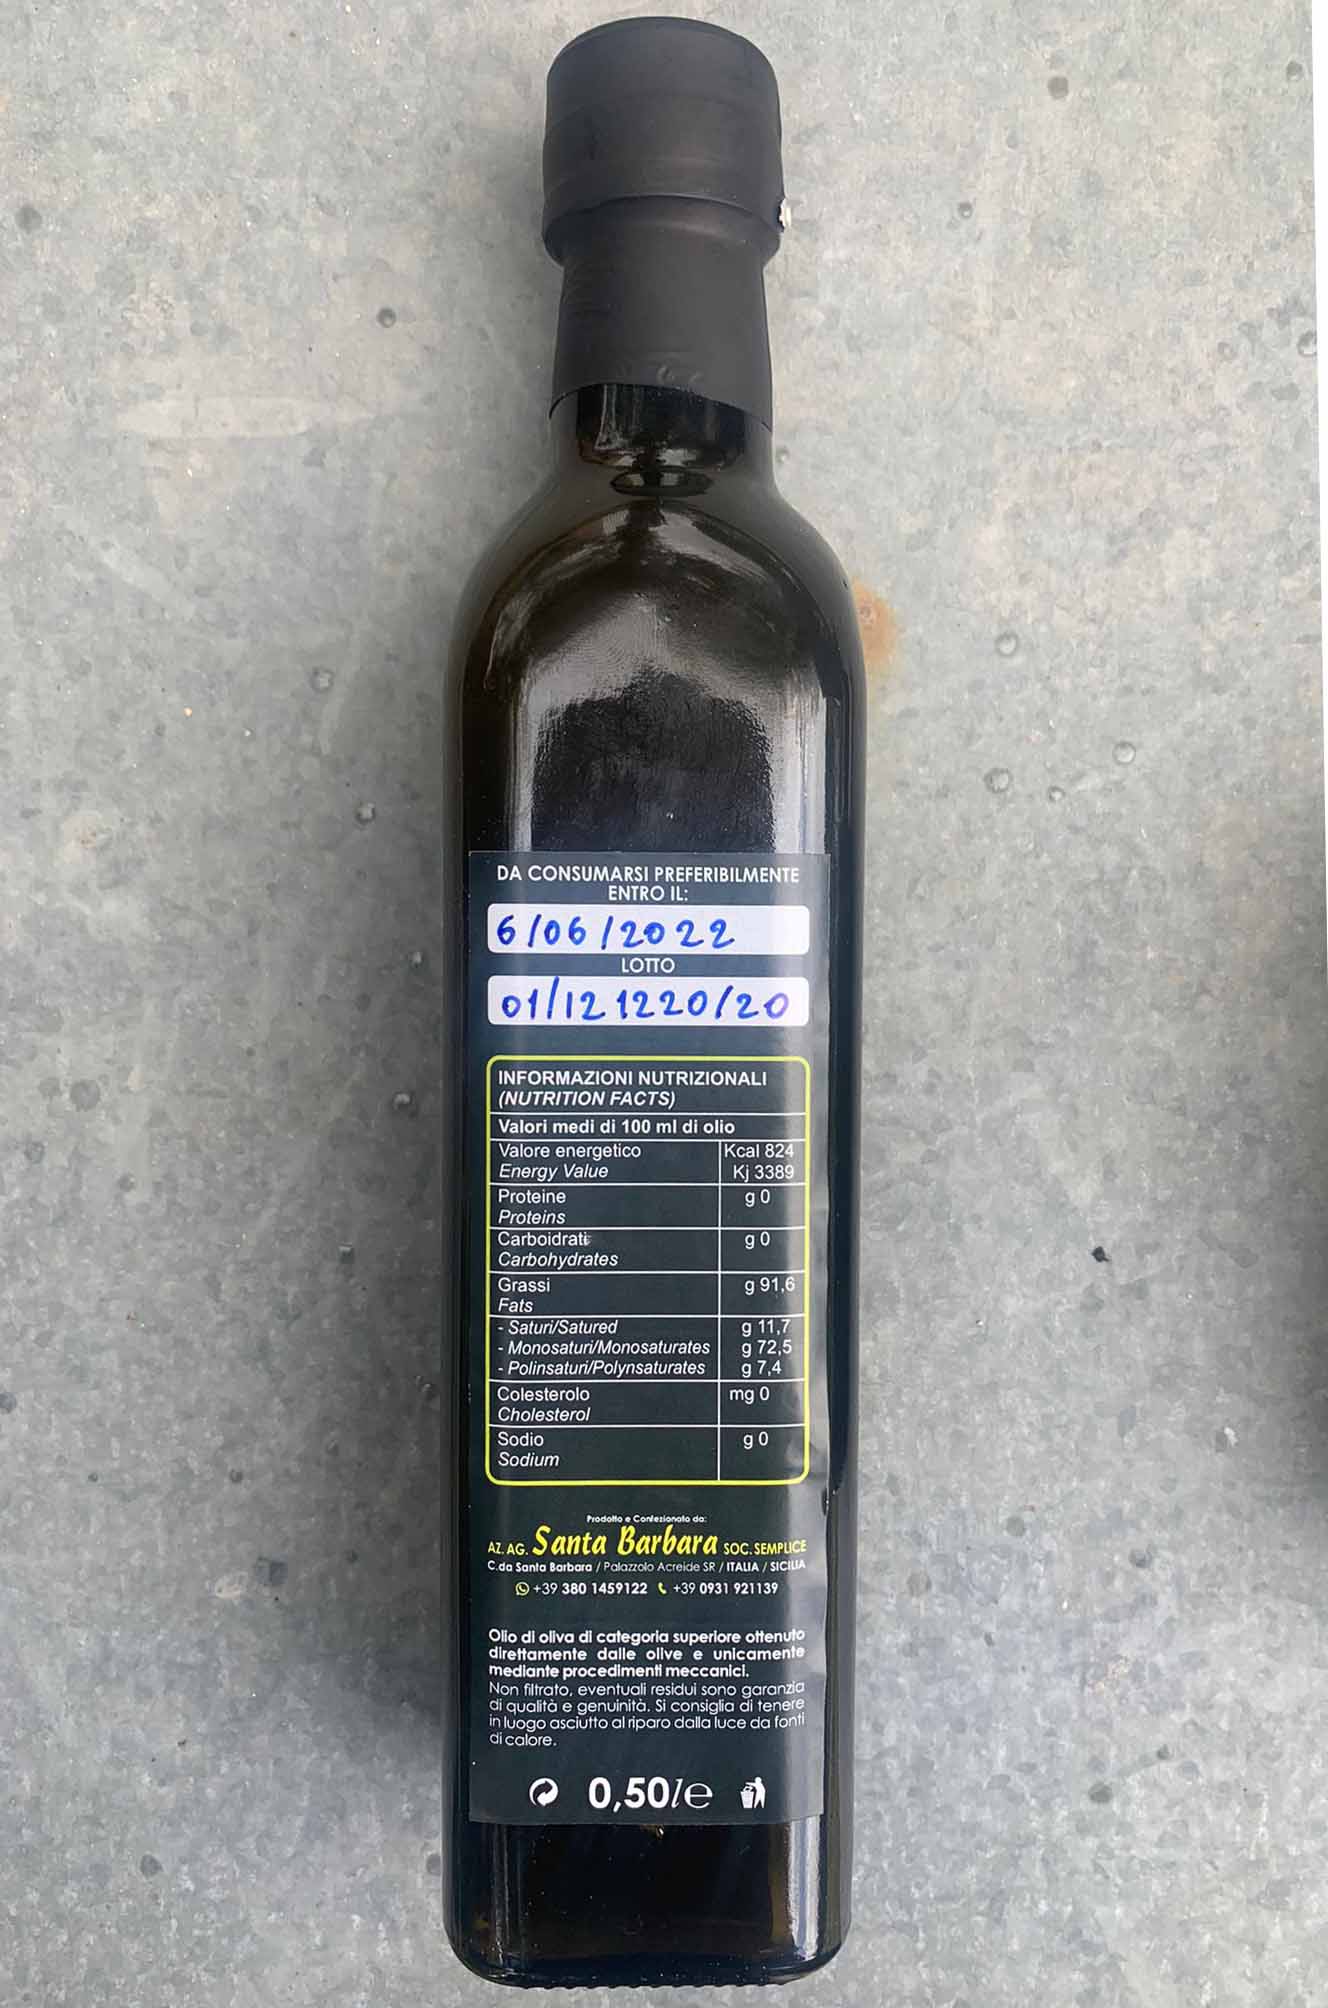 DA CONSUMARSI PREFERIBILMENTE
ENTRO IL:
6/06/2022
LOTTO
01/12 1220/20
INFORMAZIONI NUTRIZIONALI
(NUTRITION FACTS)
Valori medi di 100 ml di olio
Valore energetico Kcal 824
Energy Value Kj 3389
Proteine g 0
Proteins
Carboidrati g 0
Carbohydrates
Grassi g 91,6
Fats
- Saturi/Satured g 11,7
- Monosaturi/Monosaturates g 72,5
- Polinsaturi/Polynsaturates g 7,4
Colesterolo mg 0
Cholesterol
Sodio g 0
Sodium
Prodotto e Confezionato da:
AZ. AG. Santa Barbara SOC. SEMPLICE
C.da Santa Barbara / Palazzolo Acreide SR / ITALIA / SICILIA
+39 380 1459122 +39 0931 921139
Olio di oliva di categoria superiore ottenuto
direttamente dalle olive e unicamente
mediante procedimenti meccanici.
Non filtrato, eventuali residui sono garanzia
di qualità e genuinità. Si consiglia di tenere
in luogo asciutto al riparo dalla luce da fonti
di calore.
0,50l e